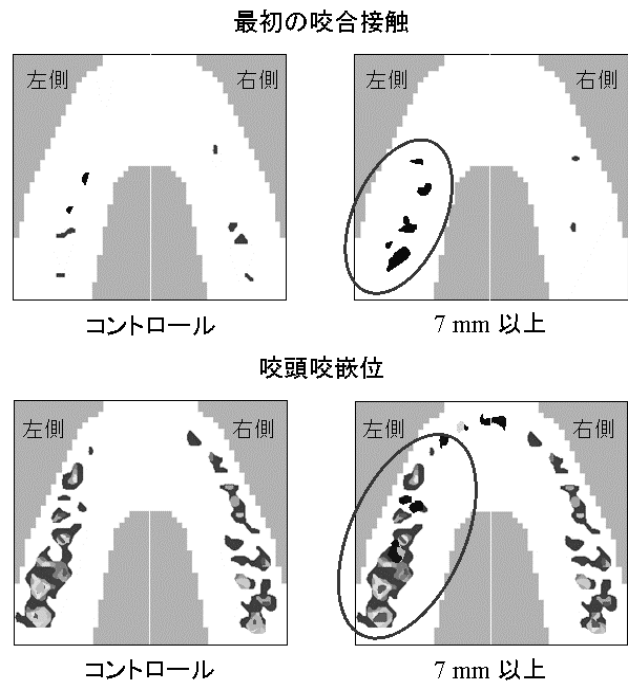 最初の咬合接触
左側 右側 左側 右側
コントロール 7 mm 以上
咬頭咬嵌位
左側 右側 左側 右側
コントロール 7 mm 以上